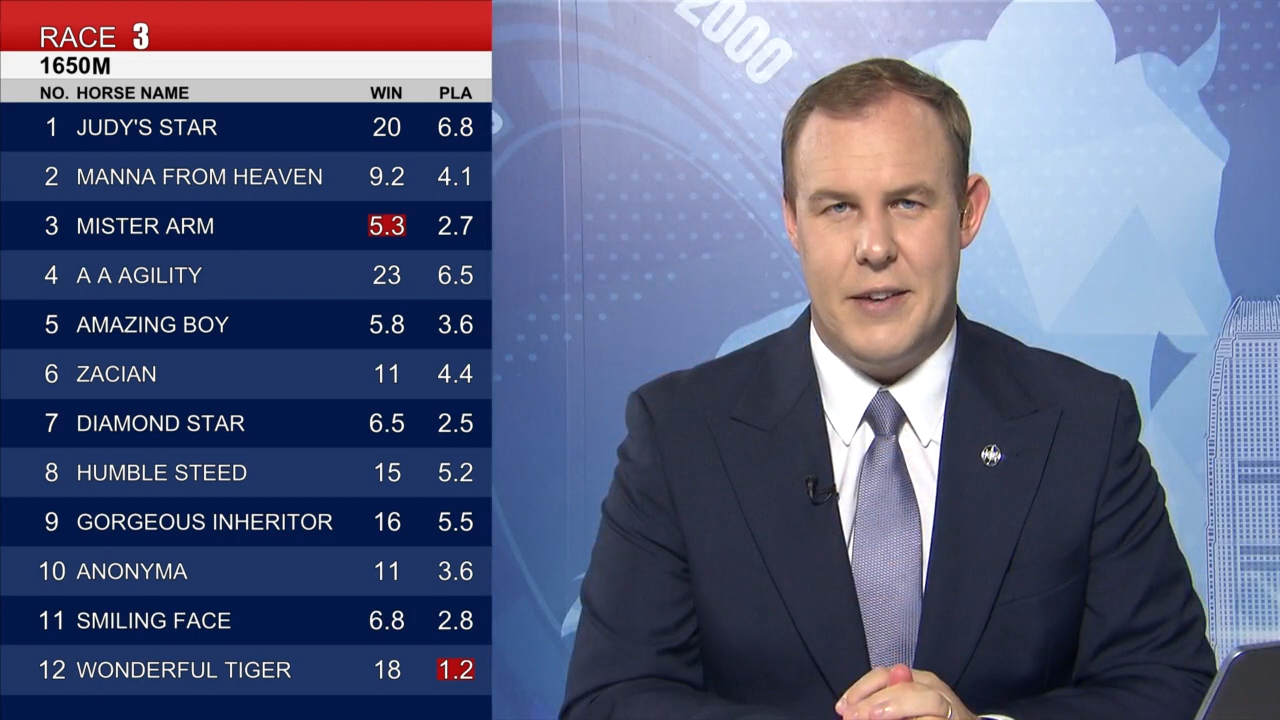 RACE 3
1650M
NO. HORSE NAME WIN PLA
1 JUDY'S STAR 20 6.8
2 MANNA FROM HEAVEN 9.2 4.1
3 MISTER ARM 5.3 2.7
4 A A AGILITY 23 6.5
5 AMAZING BOY 5.8 3.6
6 ZACIAN 11 4.4
7 DIAMOND STAR 6.5 2.5
8 HUMBLE STEED 15 5.2
9 GORGEOUS INHERITOR 16 5.5
10 ANONYMA 11 3.6
11 SMILING FACE 6.8 2.8
12 WONDERFUL TIGER 18 1.2
2000